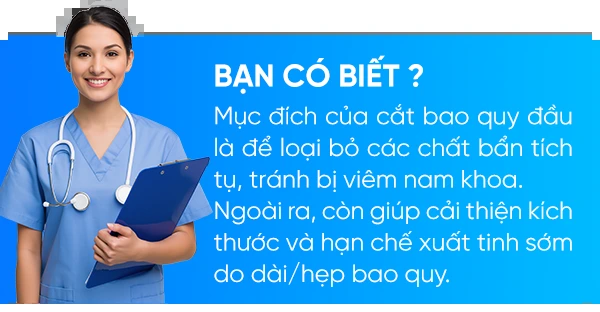 BẠN CÓ BIẾT ?
Mục đích của cắt bao quy đầu
là để loại bỏ các chất bẩn tích
tụ, tránh bị viêm nam khoa.
Ngoài ra, còn giúp cải thiện kích
thước và hạn chế xuất tinh sớm
do dài/hẹp bao quy.